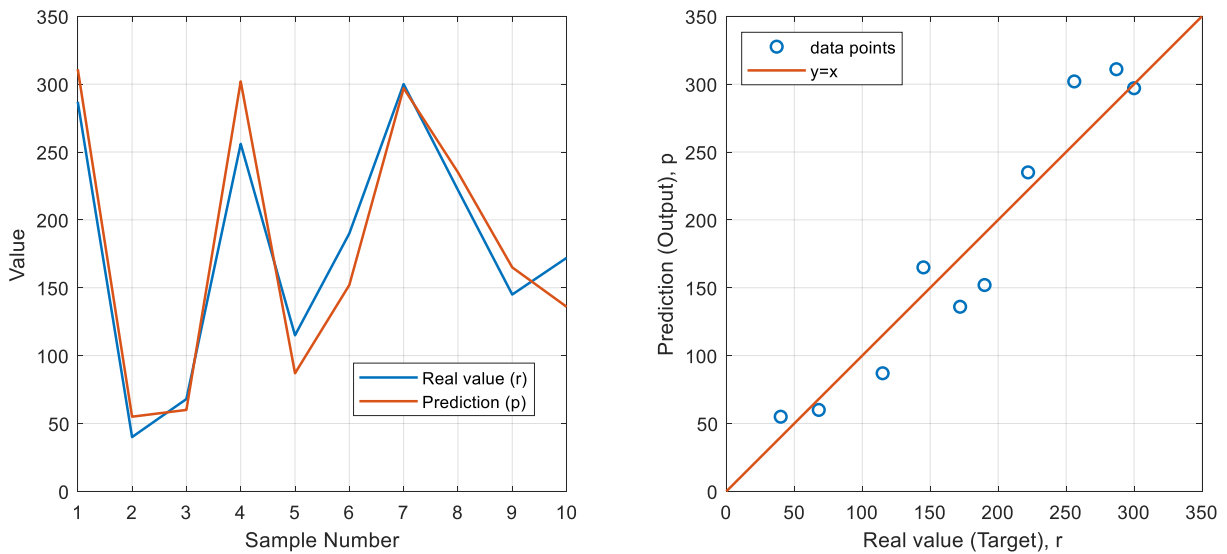 350
300
250
200
150
100
50
0
Value
1 2 3 4 5 6 7 8 9 10
Sample Number
Real value (r)
Prediction (p)
350
300
250
200
150
100
50
0
Prediction (Output), p
0 50 100 150 200 250 300 350
Real value (Target), r
data points
y=x